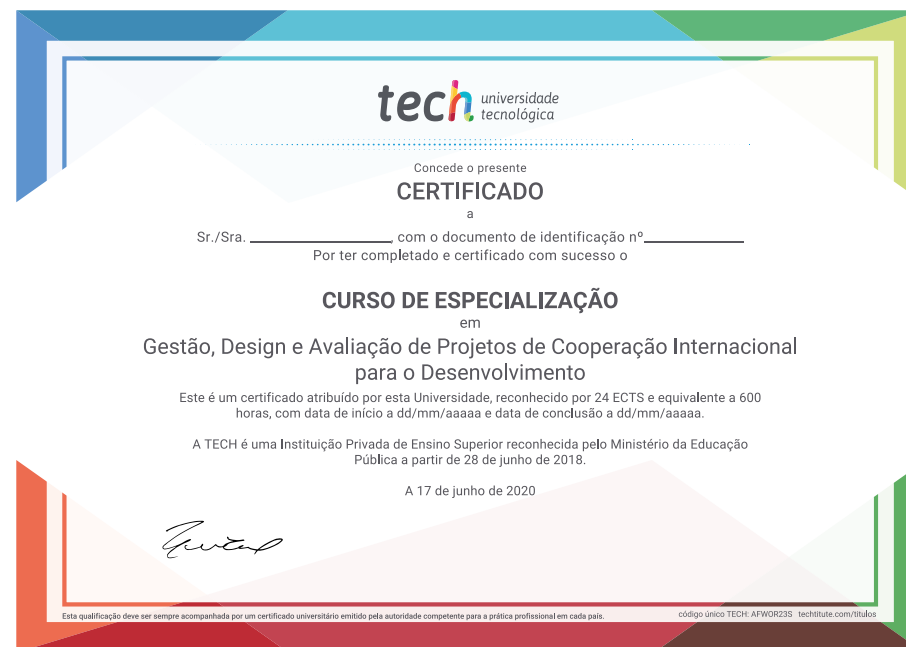 tech universidade
tecnológica
Concede o presente
CERTIFICADO
a
Sr./Sra. ____________________, com o documento de identificação nº______________
Por ter completado e certificado com sucesso o
CURSO DE ESPECIALIZAÇÃO
em
Gestão, Design e Avaliação de Projetos de Cooperação Internacional
para o Desenvolvimento
Este é um certificado atribuído por esta Universidade, reconhecido por 24 ECTS e equivalente a 600
horas, com data de início a dd/mm/aaaaa e data de conclusão a dd/mm/aaaaa.
A TECH é uma Instituição Privada de Ensino Superior reconhecida pelo Ministério da Educação
Pública a partir de 28 de junho de 2018.
A 17 de junho de 2020
Esta qualificação deve ser sempre acompanhada por um certificado universitário emitido pela autoridade competente para a prática profissional em cada país.
código único TECH: AFWOR23S techtitute.com/titulos